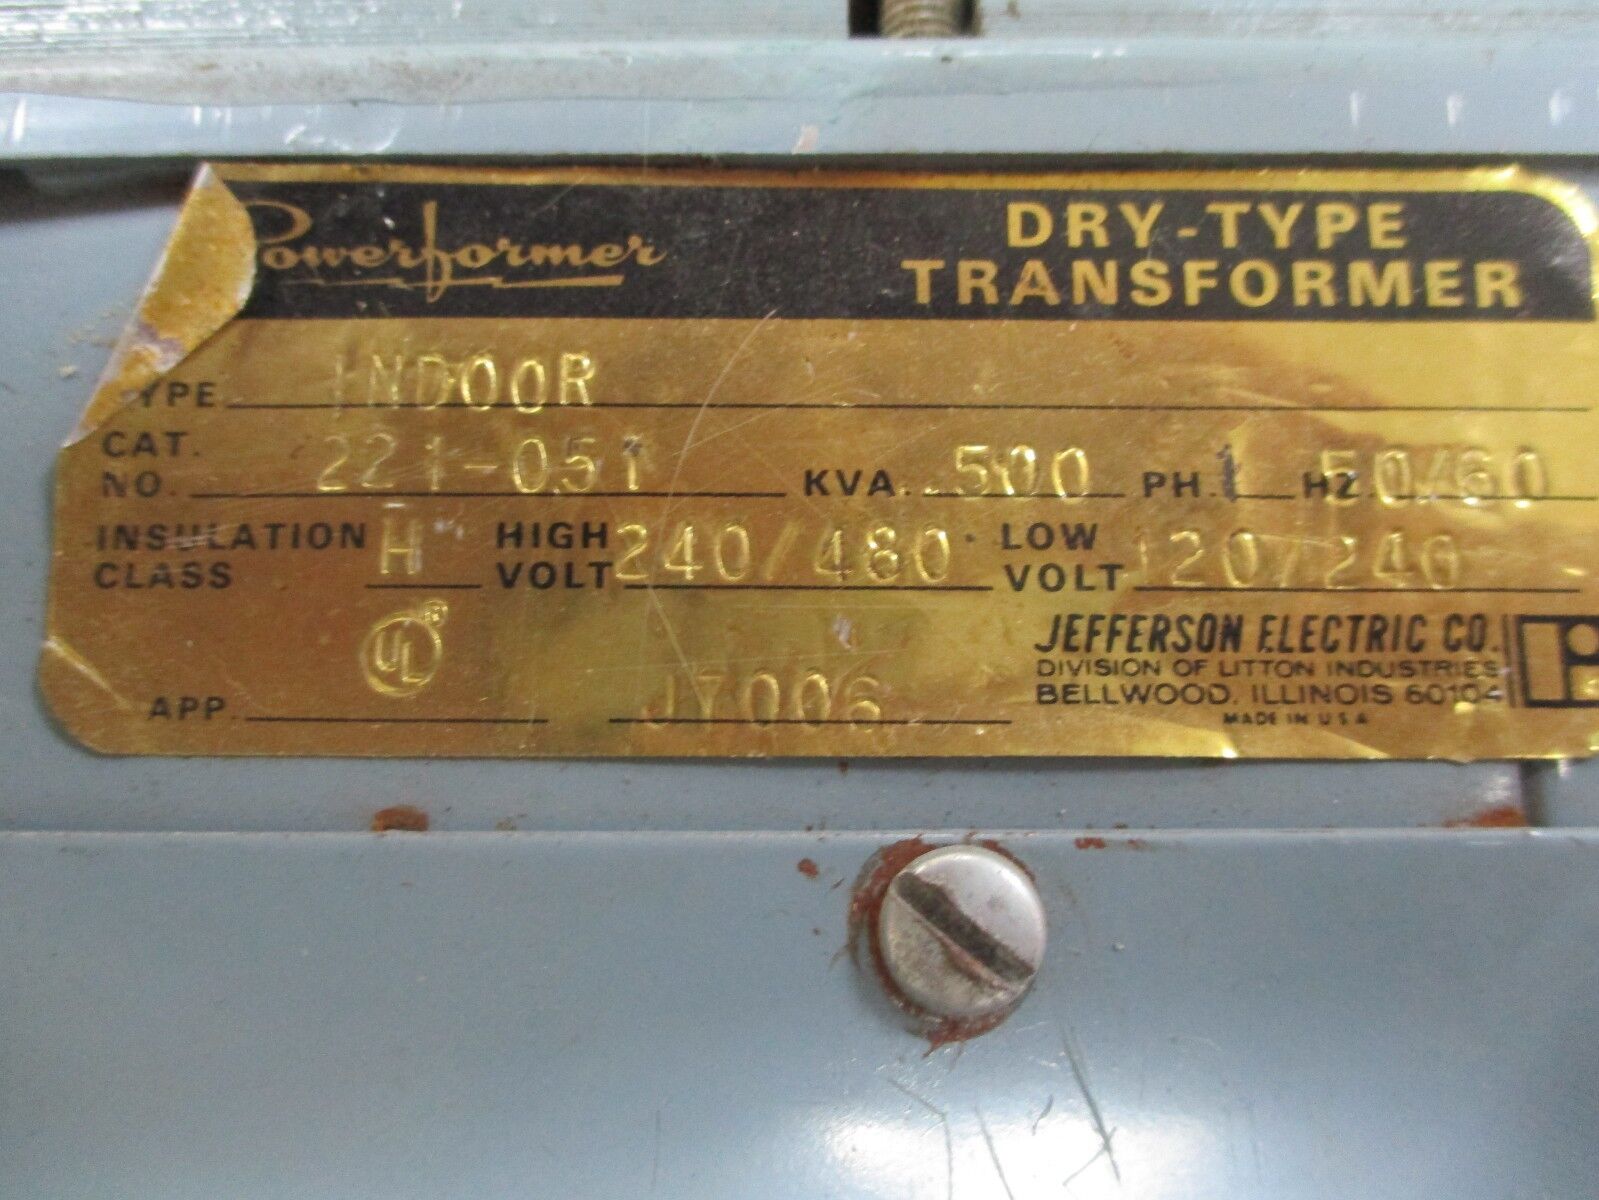 Powerformer
DRY-TYPE
TRANSFORMER
TYPE INDOOR
CAT. NO. 221-051 KVA .500 PH. 1 HZ 50/60
INSULATION CLASS H HIGH VOLT 240/480 LOW VOLT 120/240
UL ®
JEFFERSON ELECTRIC CO.
DIVISION OF LITTON INDUSTRIES
BELLWOOD, ILLINOIS 60104
MADE IN U.S.A
APP. J7006